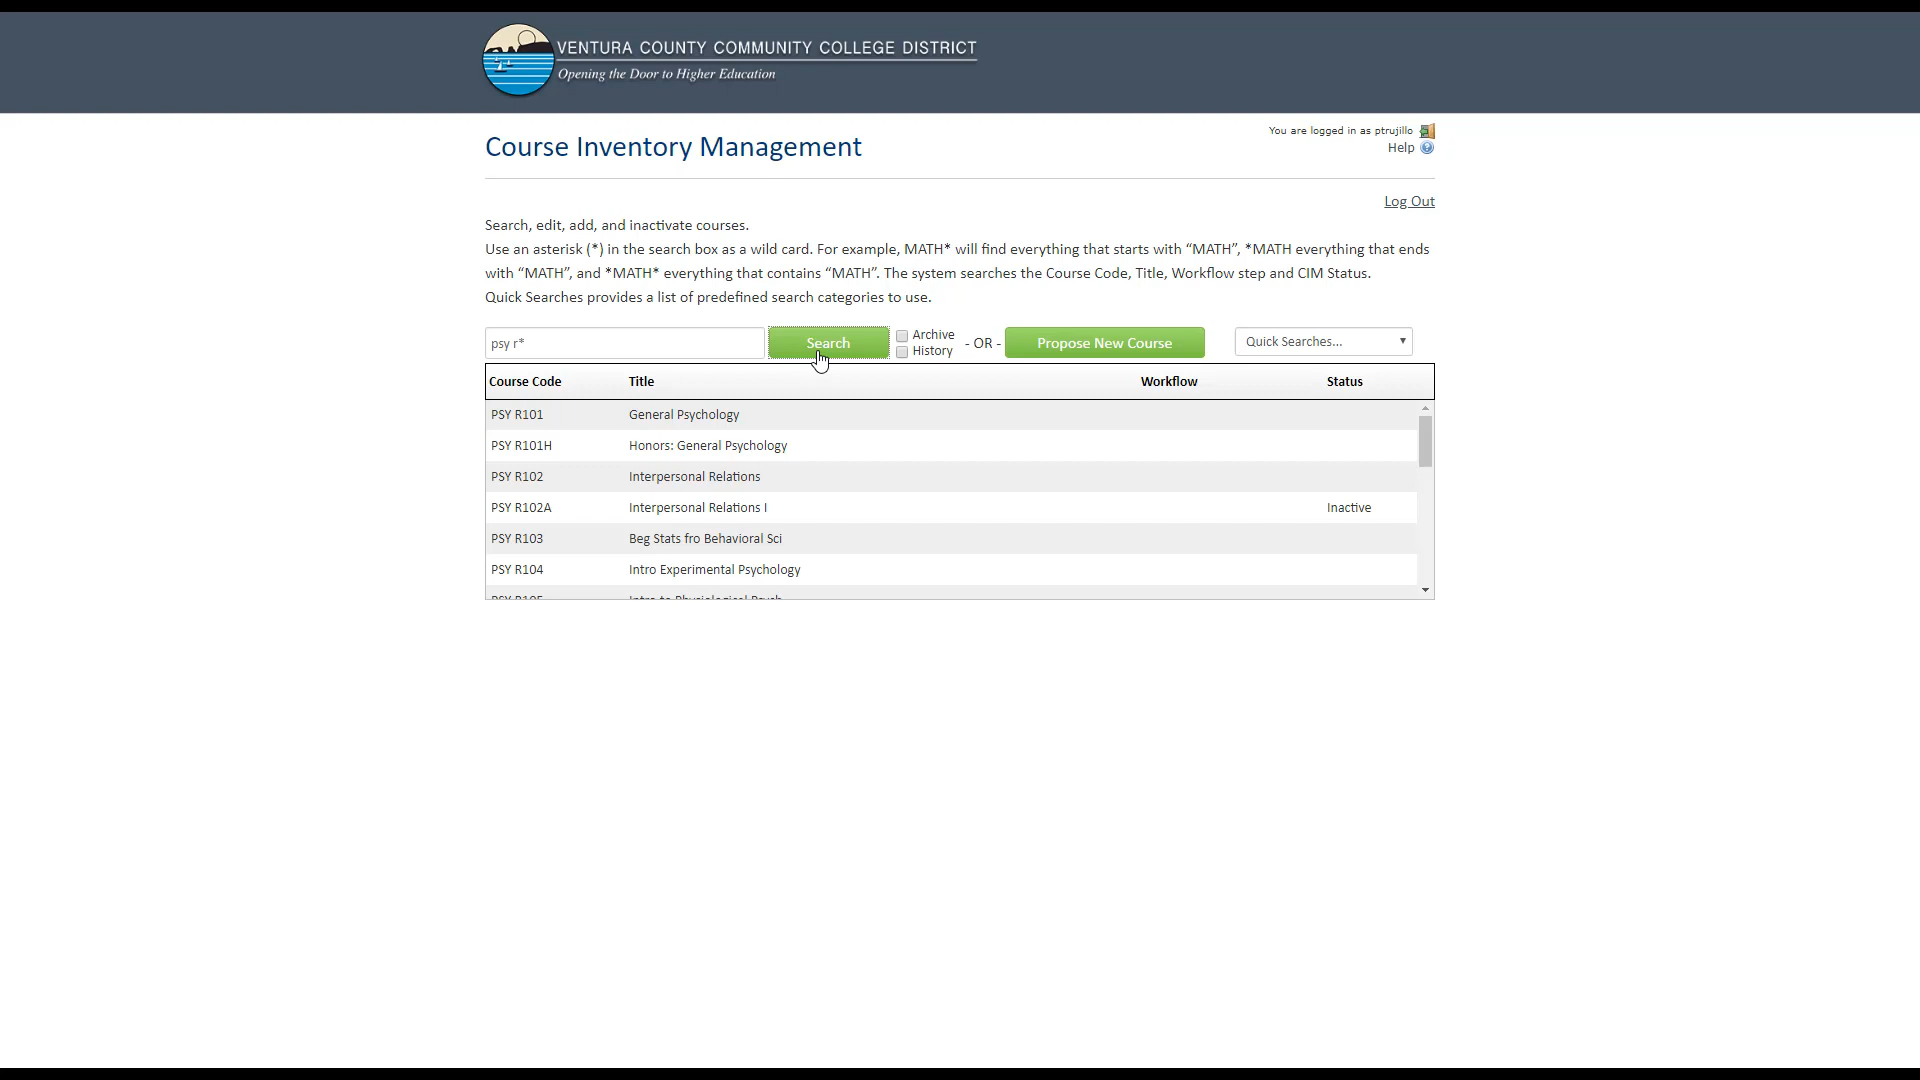 VENTURA COUNTY COMMUNITY COLLEGE DISTRICT
Opening the Door to Higher Education
You are logged in as ptrujillo
Course Inventory Management
Help
Log Out
Search, edit, add, and inactivate courses.
Use an asterisk (*) in the search box as a wild card. For example, MATH* will find everything that starts with “MATH”, *MATH everything that ends
with “MATH”, and *MATH* everything that contains “MATH”. The system searches the Course Code, Title, Workflow step and CIM Status.
Quick Searches provides a list of predefined search categories to use.
psy r* Search Archive History - OR - Propose New Course Quick Searches...
Course Code Title Workflow Status
PSY R101 General Psychology
PSY R101H Honors: General Psychology
PSY R102 Interpersonal Relations
PSY R102A Interpersonal Relations I Inactive
PSY R103 Beg Stats fro Behavioral Sci
PSY R104 Intro Experimental Psychology
PSY R105 Intro to Physiological Psych